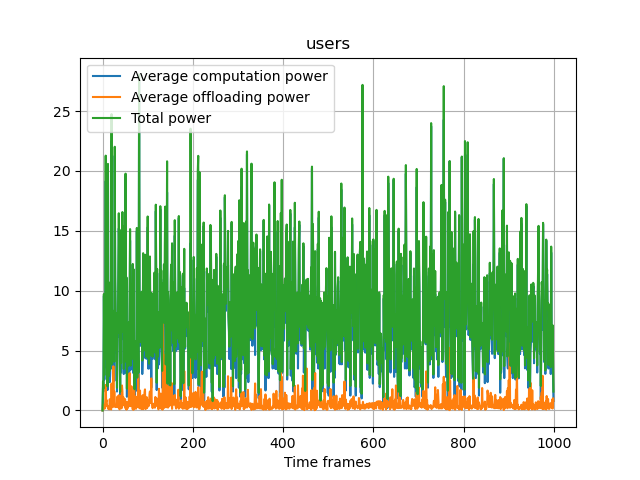 users
Average computation power
Average offloading power
Total power
25
20
15
10
5
0
0 200 400 600 800 1000
Time frames